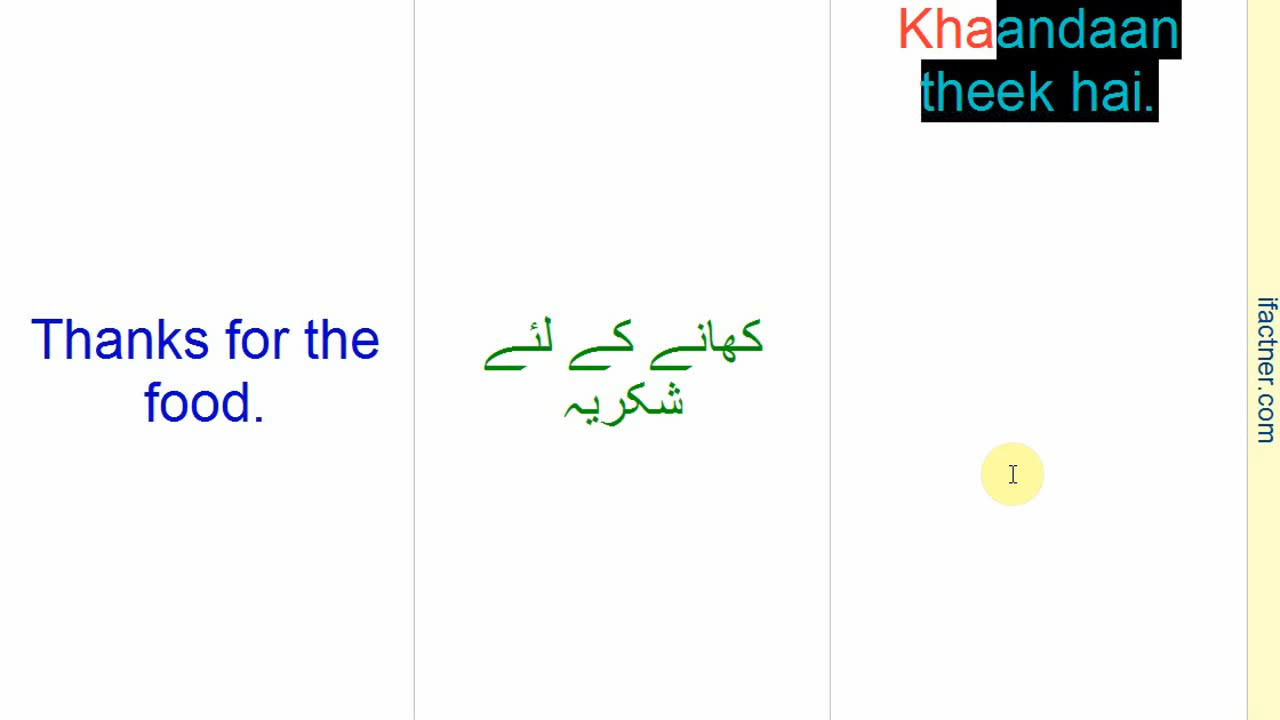 Thanks for the
food.
کھانے کے لئے
شکریہ
Khaandaan
theek hai.
ifactner.com